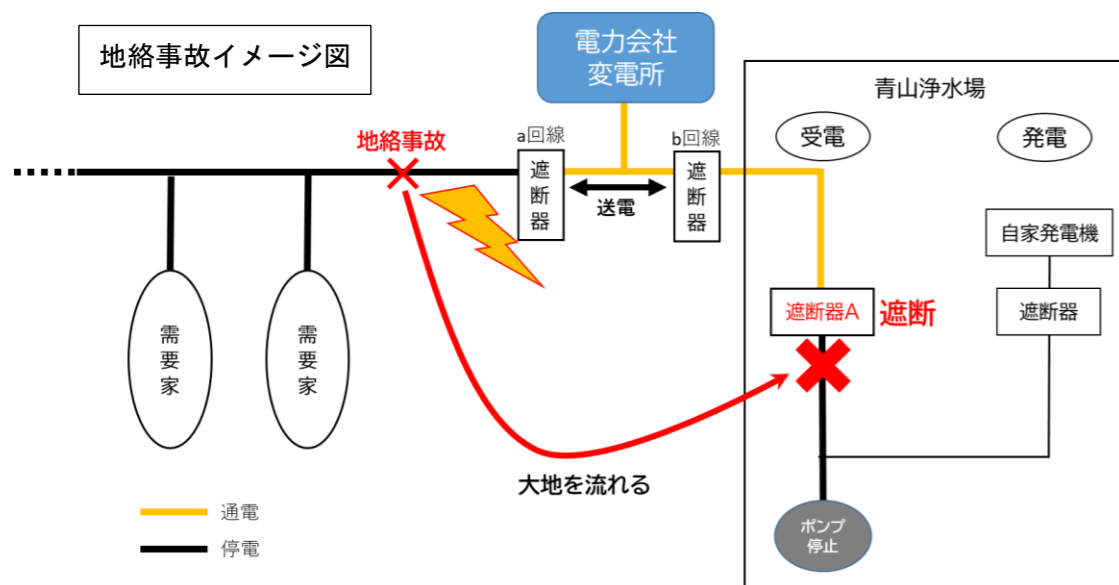 地絡事故イメージ図
電力会社
変電所
青山浄水場
受電
発電
a回線
b回線
地絡事故
遮断器
遮断器
送電
自家発電機
遮断器A
遮断
遮断器
需要家
需要家
大地を流れる
通電
停電
ポンプ
停止